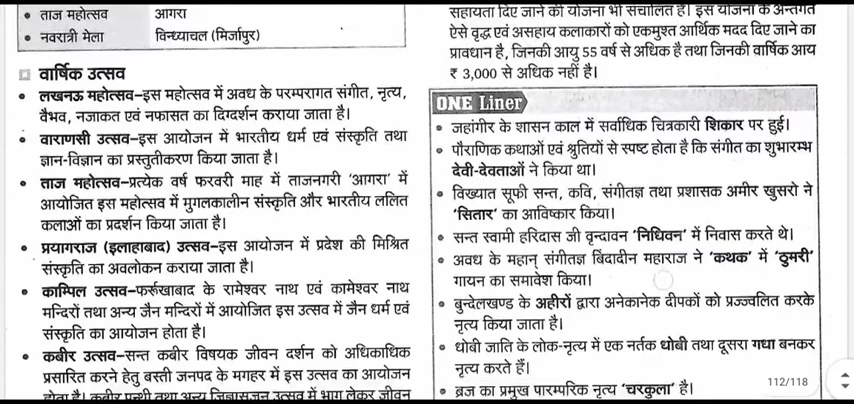 • ताज महोत्सव आगरा
• नवरात्री मेला विन्ध्याचल (मिर्जापुर)
वार्षिक उत्सव
• लखनऊ महोत्सव–इस महोत्सव में अवध के परम्परागत संगीत, नृत्य,
वैभव, नजाकत एवं नफासत का दिग्दर्शन कराया जाता है।
• वाराणसी उत्सव–इस आयोजन में भारतीय धर्म एवं संस्कृति तथा
ज्ञान-विज्ञान का प्रस्तुतीकरण किया जाता है।
• ताज महोत्सव–प्रत्येक वर्ष फरवरी माह में ताजनगरी ‘आगरा’ में
आयोजित इस महोत्सव में मुगलकालीन संस्कृति और भारतीय ललित
कलाओं का प्रदर्शन किया जाता है।
• प्रयागराज (इलाहाबाद) उत्सव–इस आयोजन में प्रदेश की मिश्रित
संस्कृति का अवलोकन कराया जाता है।
• काम्पिल उत्सव–फर्रुखाबाद के रामेश्वर नाथ एवं कामेश्वर नाथ
मन्दिरों तथा अन्य जैन मन्दिरों में आयोजित इस उत्सव में जैन धर्म एवं
संस्कृति का आयोजन होता है।
• कबीर उत्सव–सन्त कबीर विषयक जीवन दर्शन को अधिकाधिक
प्रसारित करने हेतु बस्ती जनपद के मगहर में इस उत्सव का आयोजन
होता है। कबीर पन्थी तथा अन्य जिज्ञासुजन उत्सव में भाग लेकर जीवन
सहायता दिए जाने की योजना भी संचालित है। इस योजना के अन्तर्गत
ऐसे वृद्ध एवं असहाय कलाकारों को एकमुश्त आर्थिक मदद दिए जाने का
प्रावधान है, जिनकी आयु 55 वर्ष से अधिक है तथा जिनकी वार्षिक आय
₹ 3,000 से अधिक नहीं है।
ONE Liner
• जहांगीर के शासन काल में सर्वाधिक चित्रकारी शिकार पर हुई।
• पौराणिक कथाओं एवं श्रुतियों से स्पष्ट होता है कि संगीत का शुभारम्भ
देवी-देवताओं ने किया था।
• विख्यात सूफी सन्त, कवि, संगीतज्ञ तथा प्रशासक अमीर खुसरो ने
‘सितार’ का आविष्कार किया।
• सन्त स्वामी हरिदास जी वृन्दावन ‘निधिवन’ में निवास करते थे।
• अवध के महान् संगीतज्ञ बिंदादीन महाराज ने ‘कथक’ में ‘ठुमरी’
गायन का समावेश किया।
• बुन्देलखण्ड के अहीरों द्वारा अनेकानेक दीपकों को प्रज्ज्वलित करके
नृत्य किया जाता है।
• धोबी जाति के लोक-नृत्य में एक नर्तक धोबी तथा दूसरा गधा बनकर
नृत्य करते हैं।
• ब्रज का प्रमुख पारम्परिक नृत्य ‘चरकुला’ है।
112/118